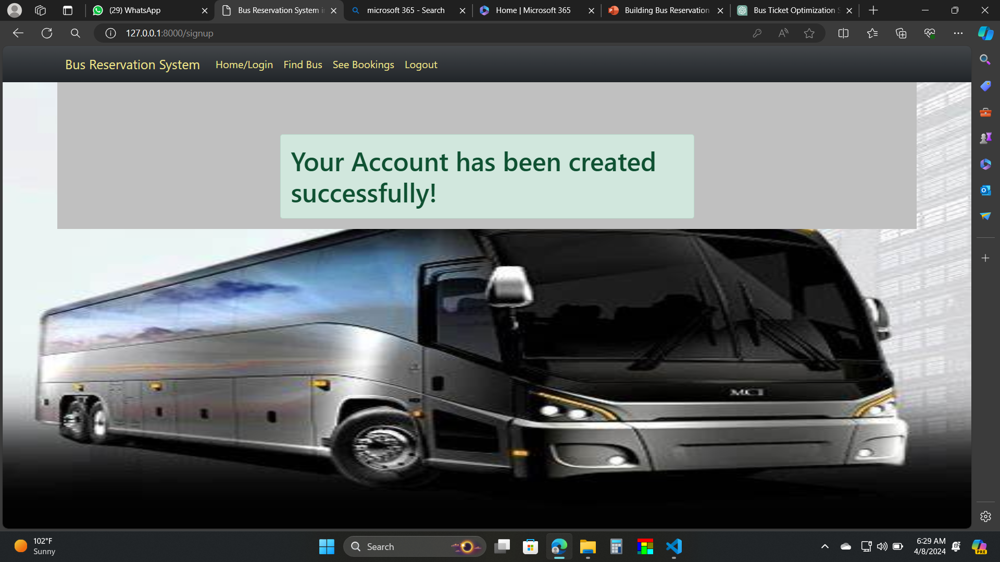 (29) WhatsApp
Bus Reservation System i
microsoft 365 - Search
Home | Microsoft 365
Building Bus Reservation
Bus Ticket Optimization S
127.0.0.1:8000/signup
Bus Reservation System
Home/Login
Find Bus
See Bookings
Logout
Your Account has been created
successfully!
MCI
102°F
Sunny
Search
6:29 AM
4/8/2024
PRE